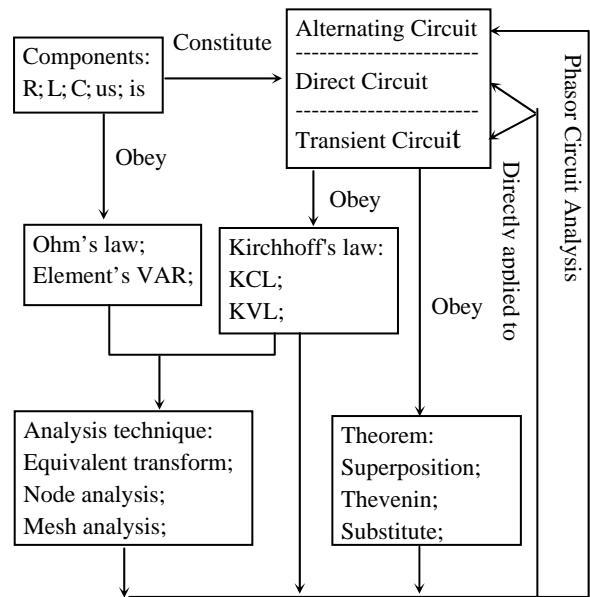 Components:
R; L; C; us; is
Constitute
Alternating Circuit
Direct Circuit
Transient Circuit
Obey
Obey
Obey
Ohm's law;
Element's VAR;
Kirchhoff's law:
KCL;
KVL;
Directly applied to
Phasor Circuit Analysis
Analysis technique:
Equivalent transform;
Node analysis;
Mesh analysis;
Theorem:
Superposition;
Thevenin;
Substitute;